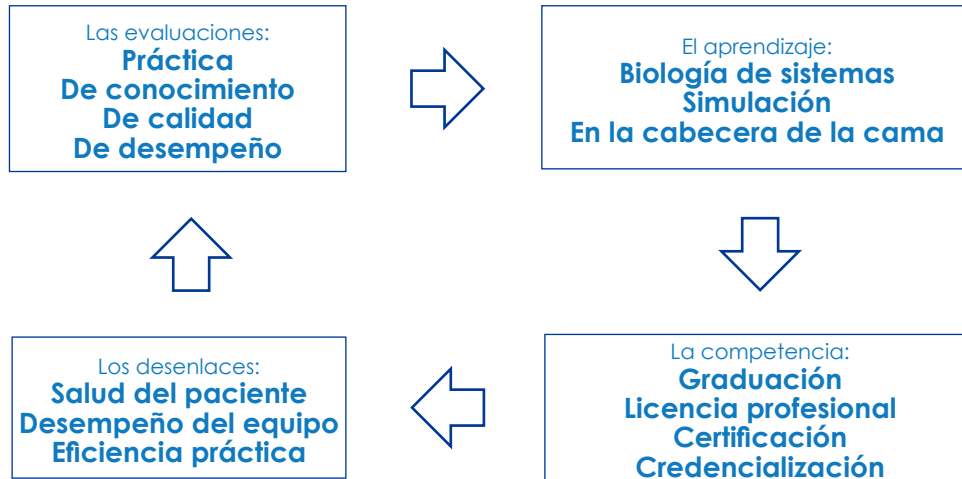 Las evaluaciones:
Práctica
De conocimiento
De calidad
De desempeño
El aprendizaje:
Biología de sistemas
Simulación
En la cabecera de la cama
Los desenlaces:
Salud del paciente
Desempeño del equipo
Eficiencia práctica
La competencia:
Graduación
Licencia profesional
Certificación
Credencialización